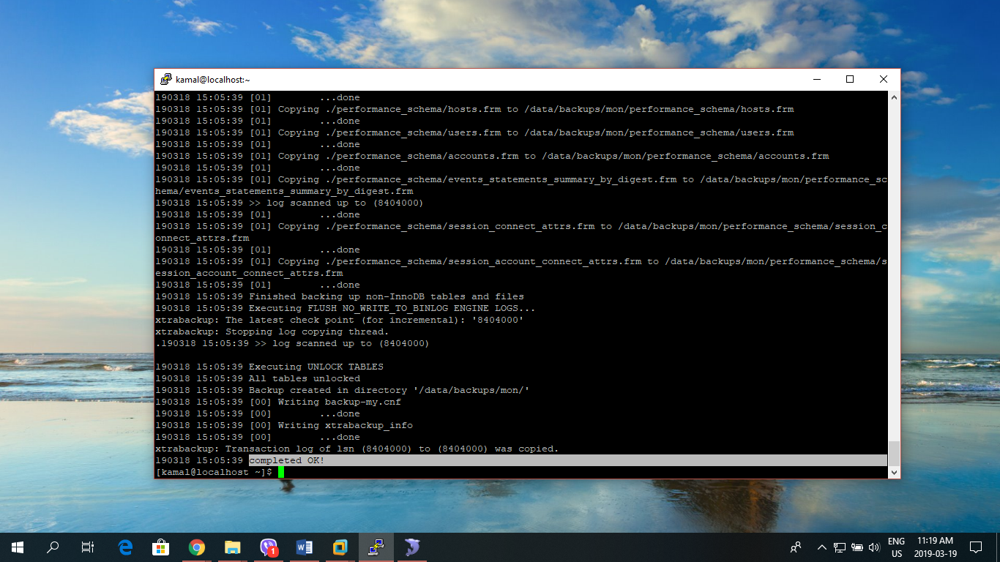 kamal@localhost:~
190318 15:05:39 [01]        ...done
190318 15:05:39 [01] Copying ./performance_schema/hosts.frm to /data/backups/mon/performance_schema/hosts.frm
190318 15:05:39 [01]        ...done
190318 15:05:39 [01] Copying ./performance_schema/users.frm to /data/backups/mon/performance_schema/users.frm
190318 15:05:39 [01]        ...done
190318 15:05:39 [01] Copying ./performance_schema/accounts.frm to /data/backups/mon/performance_schema/accounts.frm
190318 15:05:39 [01]        ...done
190318 15:05:39 [01] Copying ./performance_schema/events_statements_summary_by_digest.frm to /data/backups/mon/performance_sc
hema/events_statements_summary_by_digest.frm
190318 15:05:39 >> log scanned up to (8404000)
190318 15:05:39 [01]        ...done
190318 15:05:39 [01] Copying ./performance_schema/session_connect_attrs.frm to /data/backups/mon/performance_schema/session_c
onnect_attrs.frm
190318 15:05:39 [01]        ...done
190318 15:05:39 [01] Copying ./performance_schema/session_account_connect_attrs.frm to /data/backups/mon/performance_schema/s
ession_account_connect_attrs.frm
190318 15:05:39 [01]        ...done
190318 15:05:39 Finished backing up non-InnoDB tables and files
190318 15:05:39 Executing FLUSH NO_WRITE_TO_BINLOG ENGINE LOGS...
xtrabackup: The latest check point (for incremental): '8404000'
xtrabackup: Stopping log copying thread.
.190318 15:05:39 >> log scanned up to (8404000)
190318 15:05:39 Executing UNLOCK TABLES
190318 15:05:39 All tables unlocked
190318 15:05:39 Backup created in directory '/data/backups/mon/'
190318 15:05:39 [00] Writing backup-my.cnf
190318 15:05:39 [00]        ...done
190318 15:05:39 [00] Writing xtrabackup_info
190318 15:05:39 [00]        ...done
xtrabackup: Transaction log of lsn (8404000) to (8404000) was copied.
190318 15:05:39 completed OK!
[kamal@localhost ~]$
1
ENG
US
11:19 AM
2019-03-19